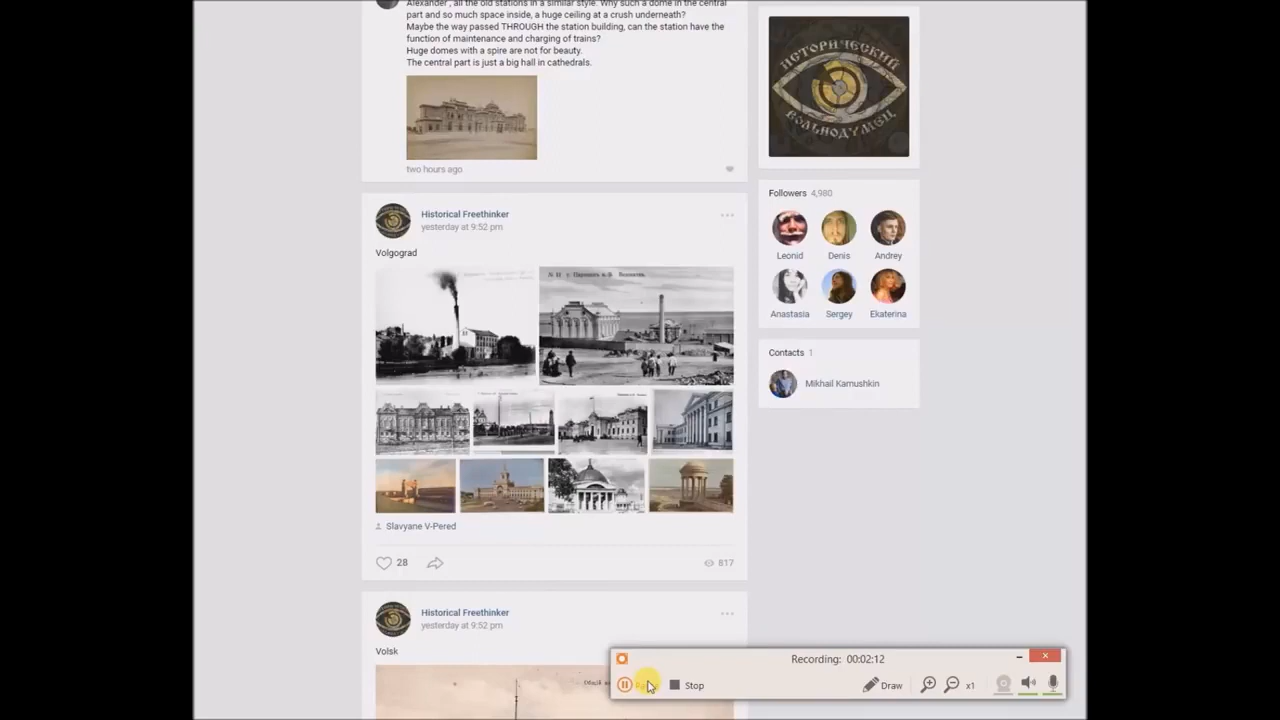 Alexander , all the old stations in a similar style. Why such a dome in the central
part and so much space inside, a huge ceiling at a crush underneath?
Maybe the way passed THROUGH the station building, can the station have the
function of maintenance and charging of trains?
Huge domes with a spire are not for beauty.
The central part is just a big hall in cathedrals.
two hours ago
Historical Freethinker
yesterday at 9:52 pm
Volgograd
Slavyane V-Pered
28
817
Historical Freethinker
yesterday at 9:52 pm
Volsk
ИСТОРИЧЕСКИЙ
ВОЛЬНОДУМЕЦ
Followers 4,980
Leonid
Denis
Andrey
Anastasia
Sergey
Ekaterina
Contacts 1
Mikhail Kamushkin
Recording: 00:02:12
Stop
Draw
x1